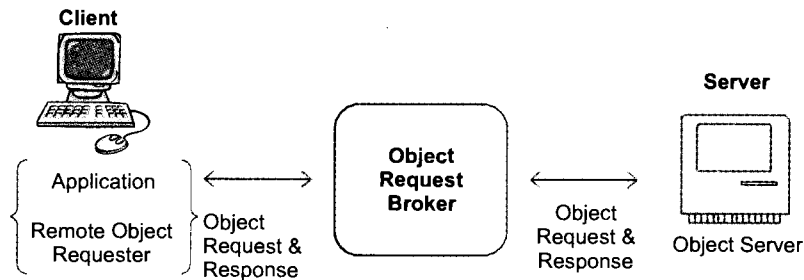 Client
Server
Object
Request
Broker
Application
Remote Object
Requester
Object
Request &
Response
Object
Request &
Response
Object Server